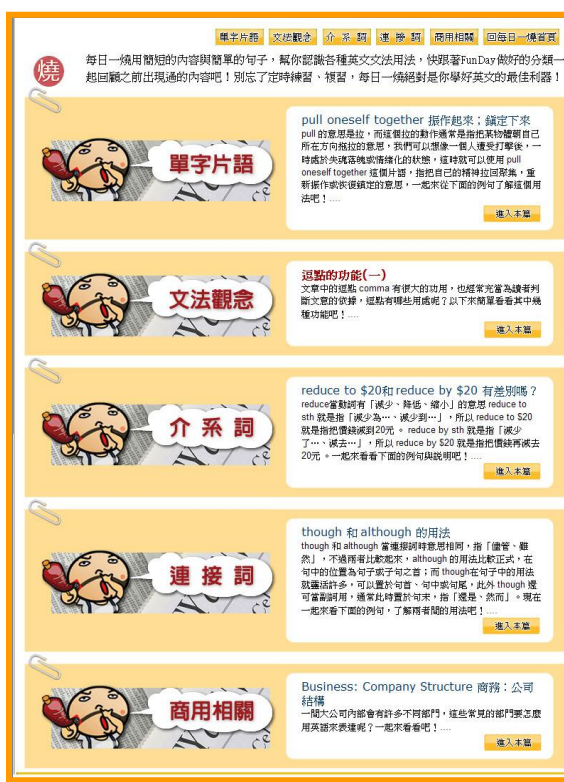 單字片語 文法觀念 介 系 詞 連 接 詞 商用相關 回每日一燒首頁
燒
每日一燒用簡短的內容與簡單的句子，幫你認識各種英文文法用法，快跟著FunDay做好的分類一
起回顧之前出現過的內容吧！別忘了定時練習、複習，每日一燒絕對是你學好英文的最佳利器！
單字片語
pull oneself together 振作起來；鎮定下來
pull 的意思是拉，而這個拉的動作通常是指把某物體朝自己
所在方向拖拉的意思，我們可以想像一個人遭受打擊後，一
時處於失魂落魄或情緒化的狀態，這時就可以使用 pull
oneself together 這個片語，指把自己的精神拉回聚集，重
新振作或恢復鎮定的意思，一起來從下面的例句了解這個用
法吧！....
進入本篇
文法觀念
逗點的功能(一)
文章中的逗點 comma 有很大的功用，也經常充當為讀者判
斷文意的依據，逗點有哪些用處呢？以下來簡單看看其中幾
種功能吧！....
進入本篇
介 系 詞
reduce to $20和reduce by $20 有差別嗎？
reduce當動詞有「減少、降低、縮小」的意思 reduce to
sth 就是指「減少為…、減少到…」，所以 reduce to $20
就是指把價錢減到20元 。 reduce by sth 就是指「減少
了…、減去…」，所以 reduce by $20 就是指把價錢再減去
20元 。一起來看看下面的例句與說明吧！....
進入本篇
連 接 詞
though 和 although 的用法
though 和 although 當連接詞時意思相同，指「儘管、雖
然」，不過兩者比較起來，although 的用法比較正式，在
句中的位置為句子或子句之首；而 though在句子中的用法
就靈活許多，可以置於句首、句中或句尾，此外 though 還
可當副詞用，通常此時置於句末，指「還是、然而」。現在
一起來看下面的例句，了解兩者間的用法吧！....
進入本篇
商用相關
Business: Company Structure 商務：公司
結構
一間大公司內部會有許多不同部門，這些常見的部門要怎麼
用英語來表達呢？一起來看看吧！....
進入本篇